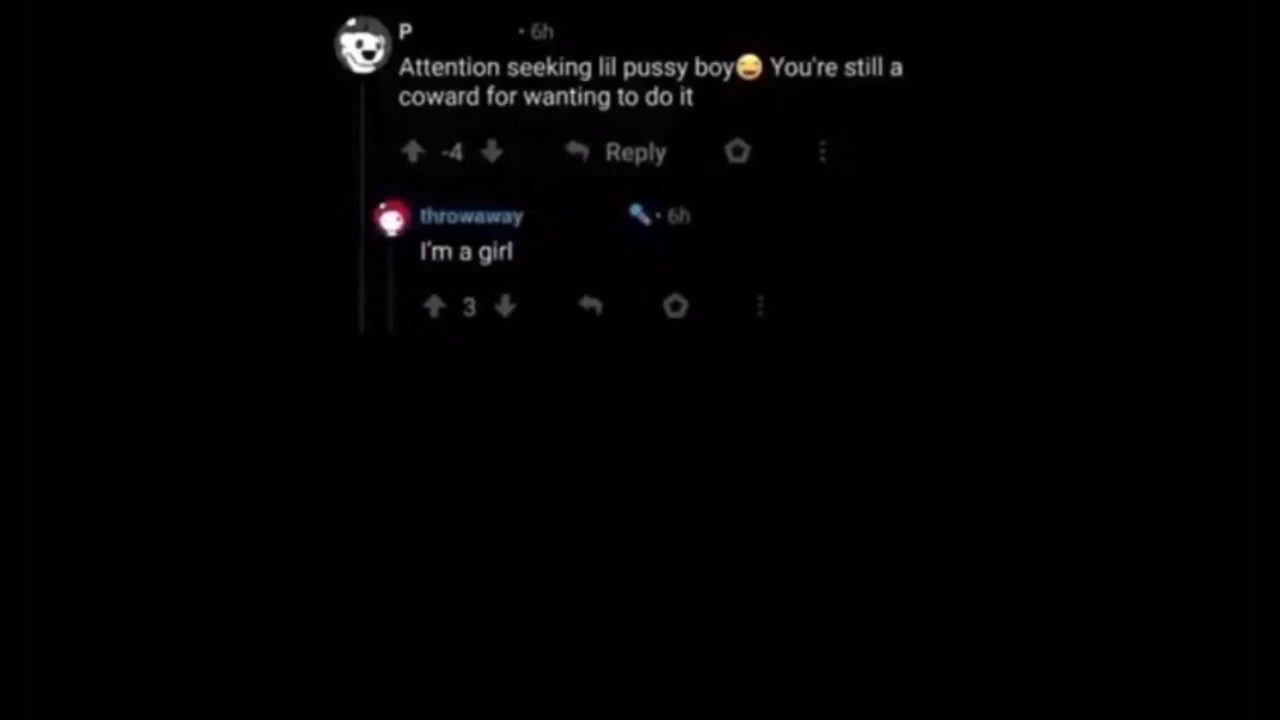 P • 6h
Attention seeking lil pussy boy😅 You're still a
coward for wanting to do it
-4 Reply
throwaway • 6h
I'm a girl
3